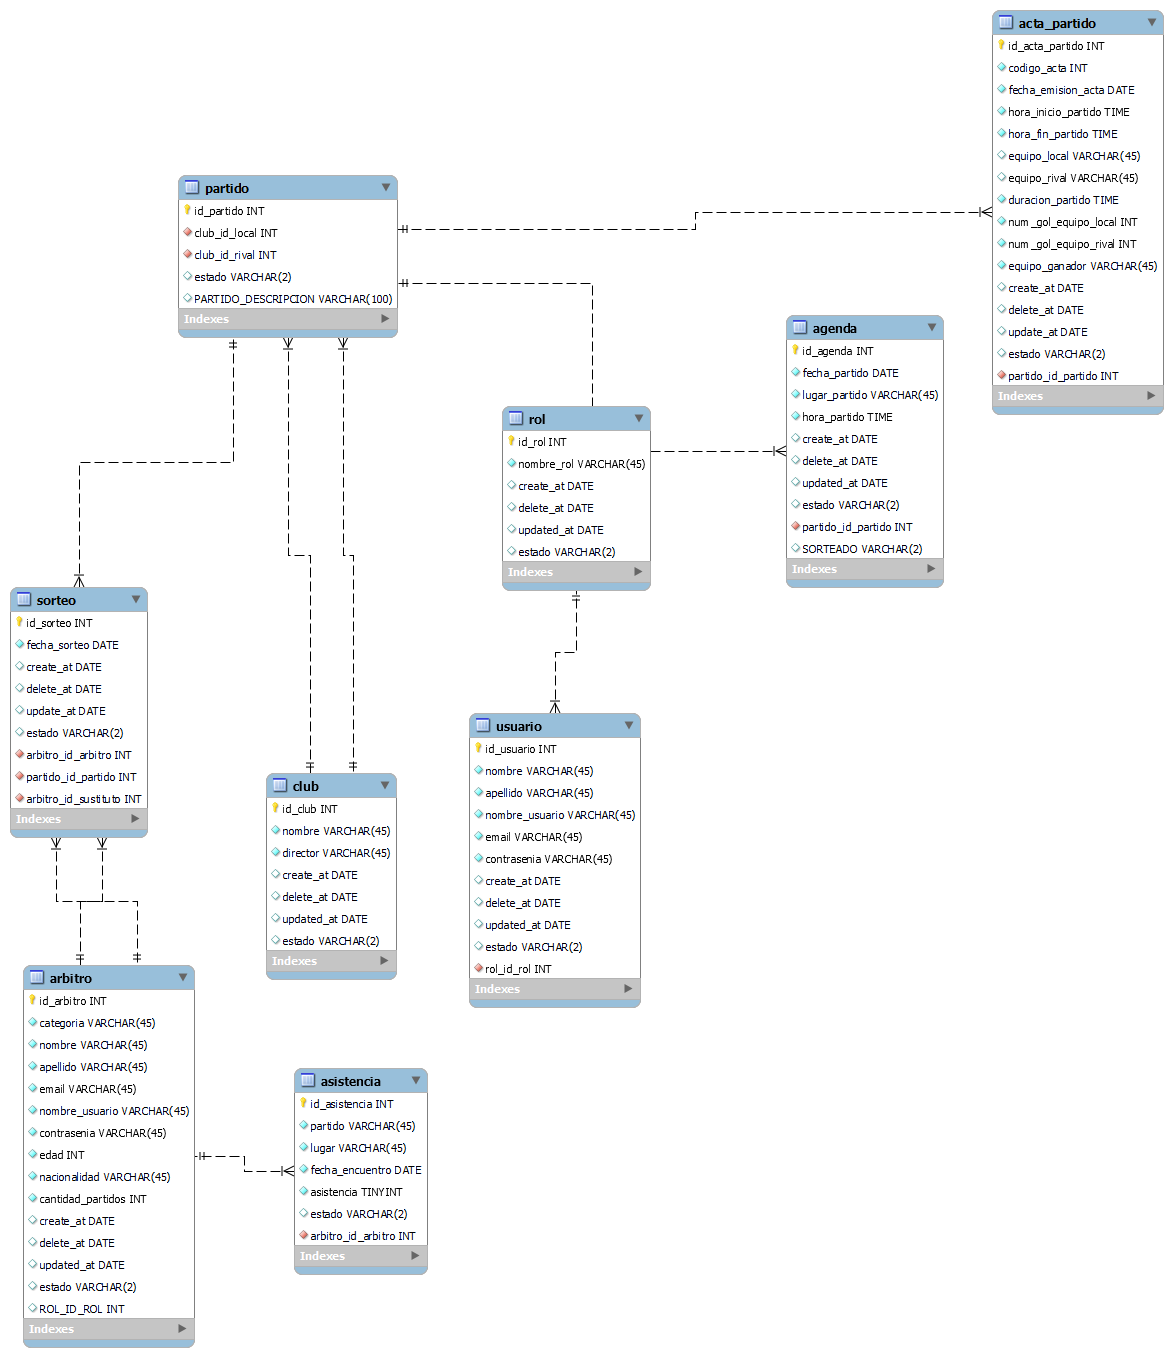 acta_partido
id_acta_partido INT
codigo_acta INT
fecha_emision_acta DATE
hora_inicio_partido TIME
hora_fin_partido TIME
equipo_local VARCHAR(45)
equipo_rival VARCHAR(45)
duracion_partido TIME
num_gol_equipo_local INT
num_gol_equipo_rival INT
equipo_ganador VARCHAR(45)
create_at DATE
delete_at DATE
update_at DATE
estado VARCHAR(2)
partido_id_partido INT
Indexes
partido
id_partido INT
club_id_local INT
club_id_rival INT
estado VARCHAR(2)
PARTIDO_DESCRIPCION VARCHAR(100)
Indexes
agenda
id_agenda INT
fecha_partido DATE
lugar_partido VARCHAR(45)
hora_partido TIME
create_at DATE
delete_at DATE
updated_at DATE
estado VARCHAR(2)
partido_id_partido INT
SORTEADO VARCHAR(2)
Indexes
rol
id_rol INT
nombre_rol VARCHAR(45)
create_at DATE
delete_at DATE
updated_at DATE
estado VARCHAR(2)
Indexes
sorteo
id_sorteo INT
fecha_sorteo DATE
create_at DATE
delete_at DATE
update_at DATE
estado VARCHAR(2)
arbitro_id_arbitro INT
partido_id_partido INT
arbitro_id_sustituto INT
Indexes
usuario
id_usuario INT
nombre VARCHAR(45)
apellido VARCHAR(45)
nombre_usuario VARCHAR(45)
email VARCHAR(45)
contrasenia VARCHAR(45)
create_at DATE
delete_at DATE
updated_at DATE
estado VARCHAR(2)
rol_id_rol INT
Indexes
club
id_club INT
nombre VARCHAR(45)
director VARCHAR(45)
create_at DATE
delete_at DATE
updated_at DATE
estado VARCHAR(2)
Indexes
arbitro
id_arbitro INT
categoria VARCHAR(45)
nombre VARCHAR(45)
apellido VARCHAR(45)
email VARCHAR(45)
nombre_usuario VARCHAR(45)
contrasenia VARCHAR(45)
edad INT
nacionalidad VARCHAR(45)
cantidad_partidos INT
create_at DATE
delete_at DATE
updated_at DATE
estado VARCHAR(2)
ROL_ID_ROL INT
Indexes
asistencia
id_asistencia INT
partido VARCHAR(45)
lugar VARCHAR(45)
fecha_encuentro DATE
asistencia TINYINT
estado VARCHAR(2)
arbitro_id_arbitro INT
Indexes